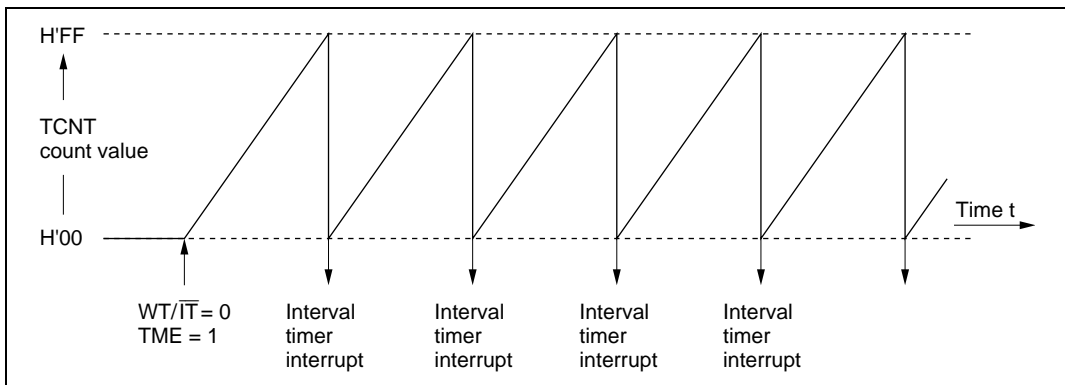 H'FF
TCNT
count value
H'00
Time t
WT/I̅T̅ = 0
TME = 1
Interval
timer
interrupt
Interval
timer
interrupt
Interval
timer
interrupt
Interval
timer
interrupt